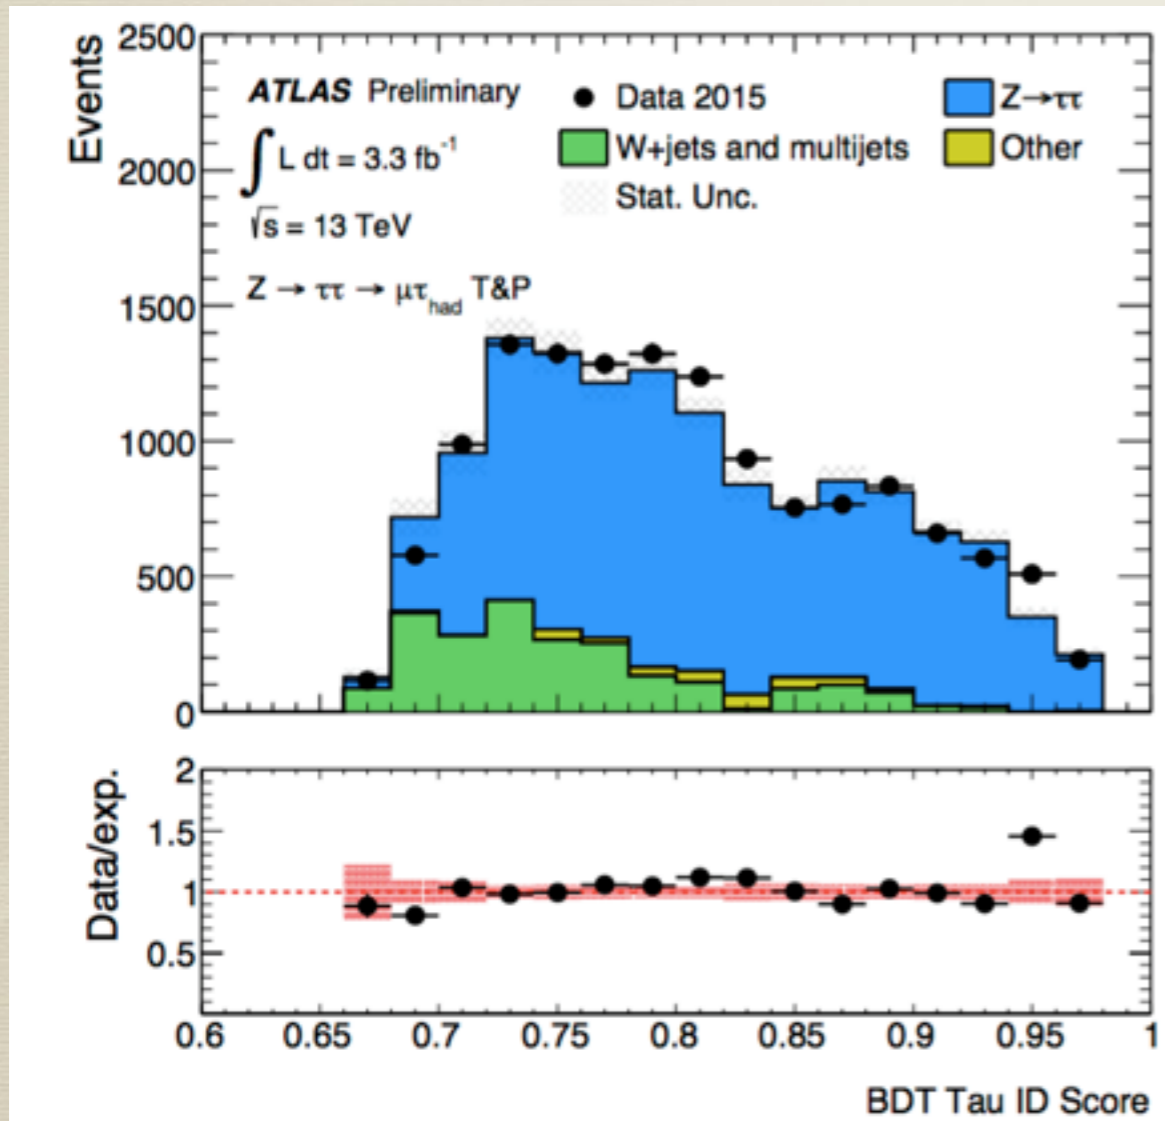 Events
2500
2000
1500
1000
500
0
ATLAS Preliminary
∫ L dt = 3.3 fb⁻¹
√s = 13 TeV
Z → ττ → μτ_had T&P
Data 2015
W+jets and multijets
Stat. Unc.
Z→ττ
Other
Data/exp.
2
1.5
1
0.5
0.6 0.65 0.7 0.75 0.8 0.85 0.9 0.95 1
BDT Tau ID Score